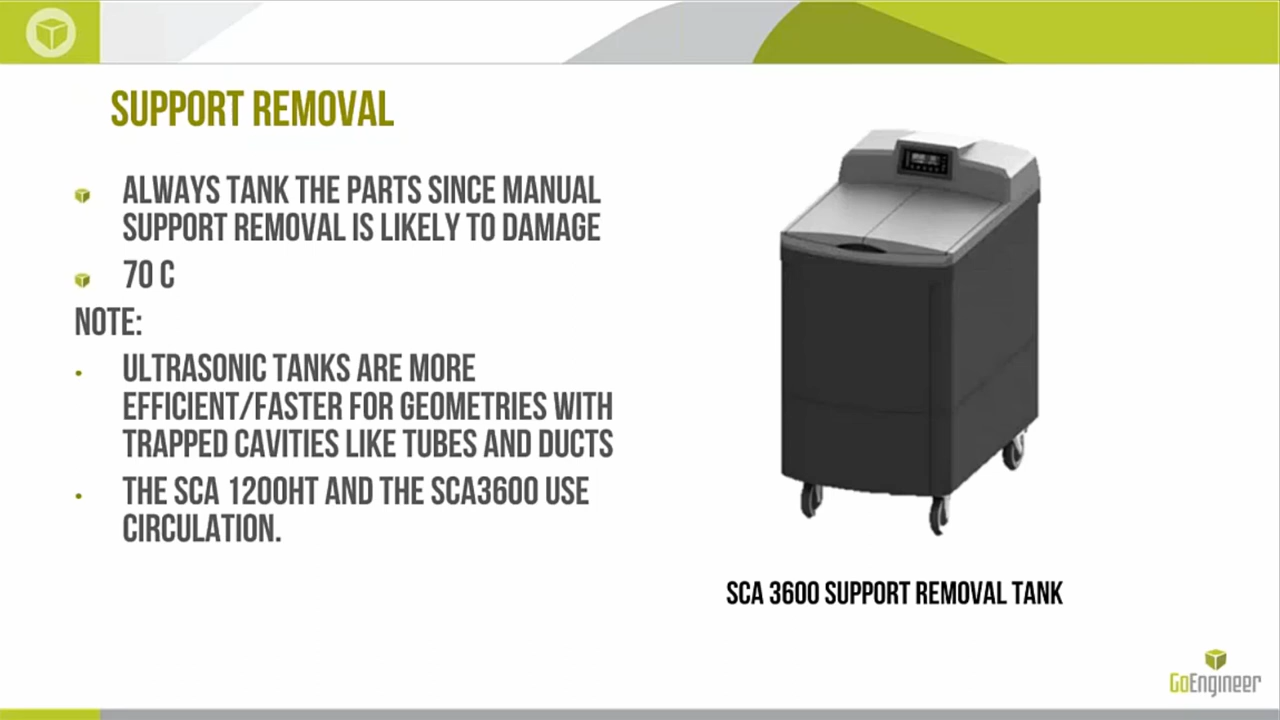 SUPPORT REMOVAL
ALWAYS TANK THE PARTS SINCE MANUAL
SUPPORT REMOVAL IS LIKELY TO DAMAGE
70 C
NOTE:
ULTRASONIC TANKS ARE MORE
EFFICIENT/FASTER FOR GEOMETRIES WITH
TRAPPED CAVITIES LIKE TUBES AND DUCTS
THE SCA 1200HT AND THE SCA3600 USE
CIRCULATION.
SCA 3600 SUPPORT REMOVAL TANK
GoEngineer